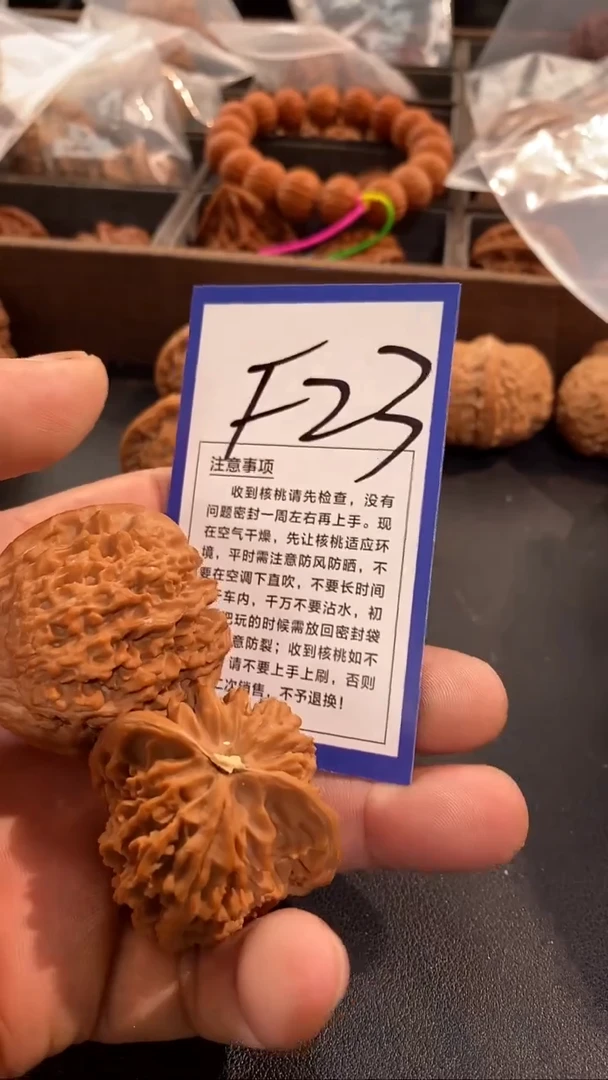 F23
注意事项
收到核桃请先检查，没有
问题密封一周左右再上手。现
在空气干燥，先让核桃适应环
境，平时需注意防风防晒，不
要在空调下直吹，不要长时间
车内，千万不要沾水，初
把玩的时候需放回密封袋
意防裂；收到核桃如不
请不要上手上刷，否则
二次销售，不予退换！